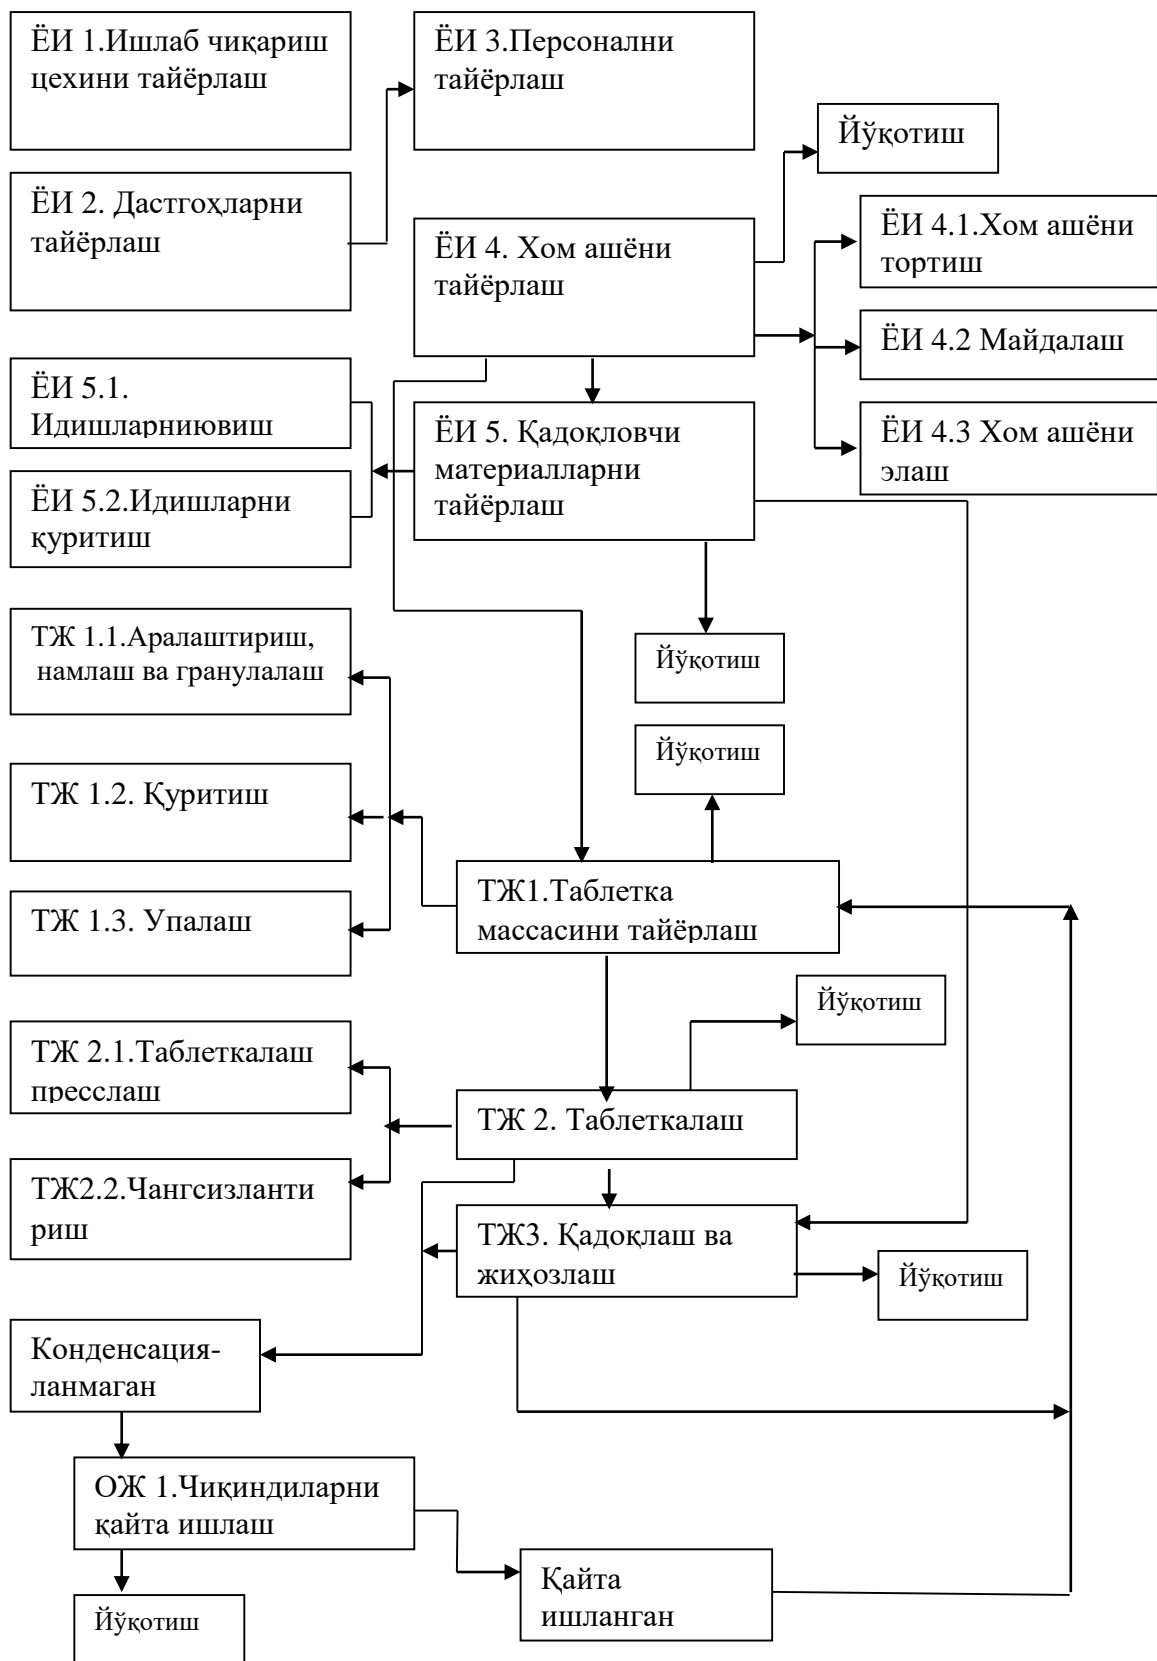 ЁИ 1.Ишлаб чиқариш
цехини тайёрлаш
ЁИ 3.Персонални
тайёрлаш
Йўқотиш
ЁИ 2. Дастгоҳларни
тайёрлаш
ЁИ 4. Хом ашёни
тайёрлаш
ЁИ 4.1.Хом ашёни
тортиш
ЁИ 4.2 Майдалаш
ЁИ 4.3 Хом ашёни
элаш
ЁИ 5.1.
Идишларниювиш
ЁИ 5. Қадоқловчи
материалларни
тайёрлаш
ЁИ 5.2.Идишларни
қуритиш
ТЖ 1.1.Аралаштириш,
намлаш ва гранулалаш
Йўқотиш
Йўқотиш
ТЖ 1.2. Қуритиш
ТЖ1.Таблетка
массасини тайёрлаш
ТЖ 1.3. Упалаш
Йўқотиш
ТЖ 2.1.Таблеткалаш
пресслаш
ТЖ 2. Таблеткалаш
ТЖ2.2.Чангсизланти
риш
ТЖ3. Қадоқлаш ва
жиҳозлаш
Йўқотиш
Конденсация-
ланмаган
ОЖ 1.Чиқиндиларни
қайта ишлаш
Қайта
ишланган
Йўқотиш